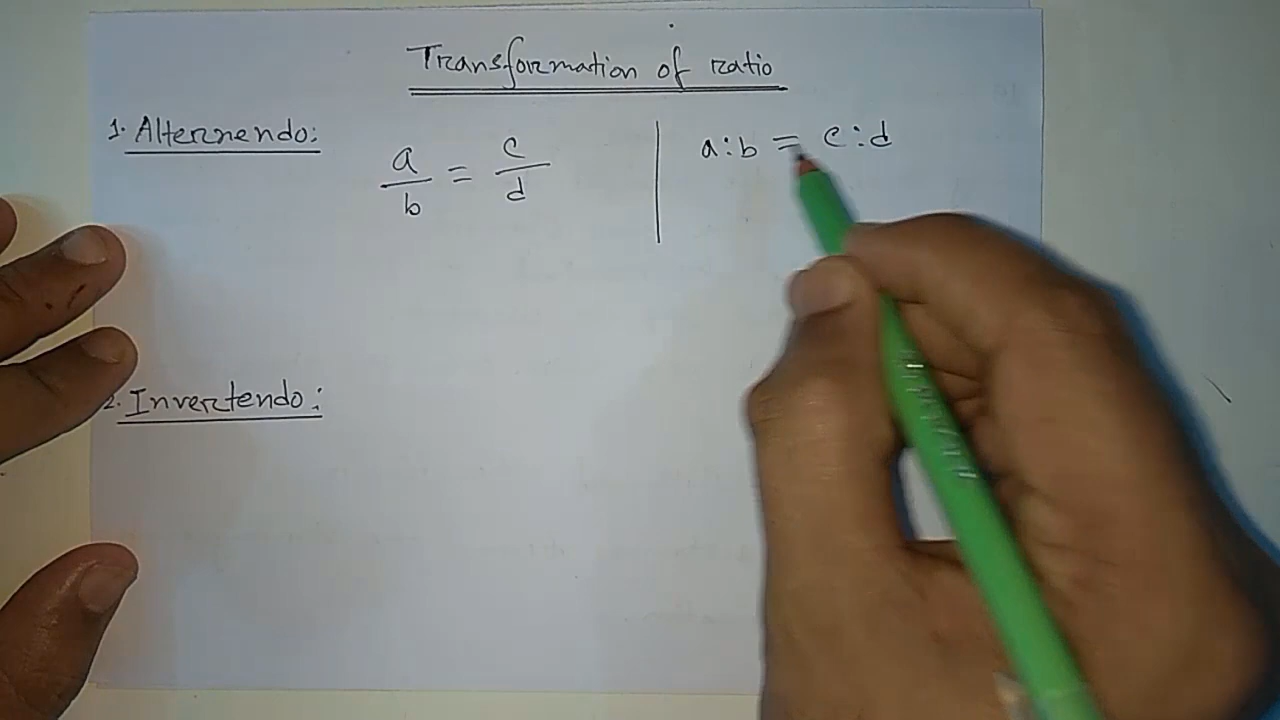 Transformation of ratio
1. Alternendo:
a/b = c/d
a:b = c:d
2. Invertendo: